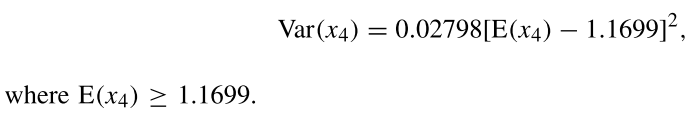 Var(x₄) = 0.02798[E(x₄) − 1.1699]²,
where E(x₄) ≥ 1.1699.